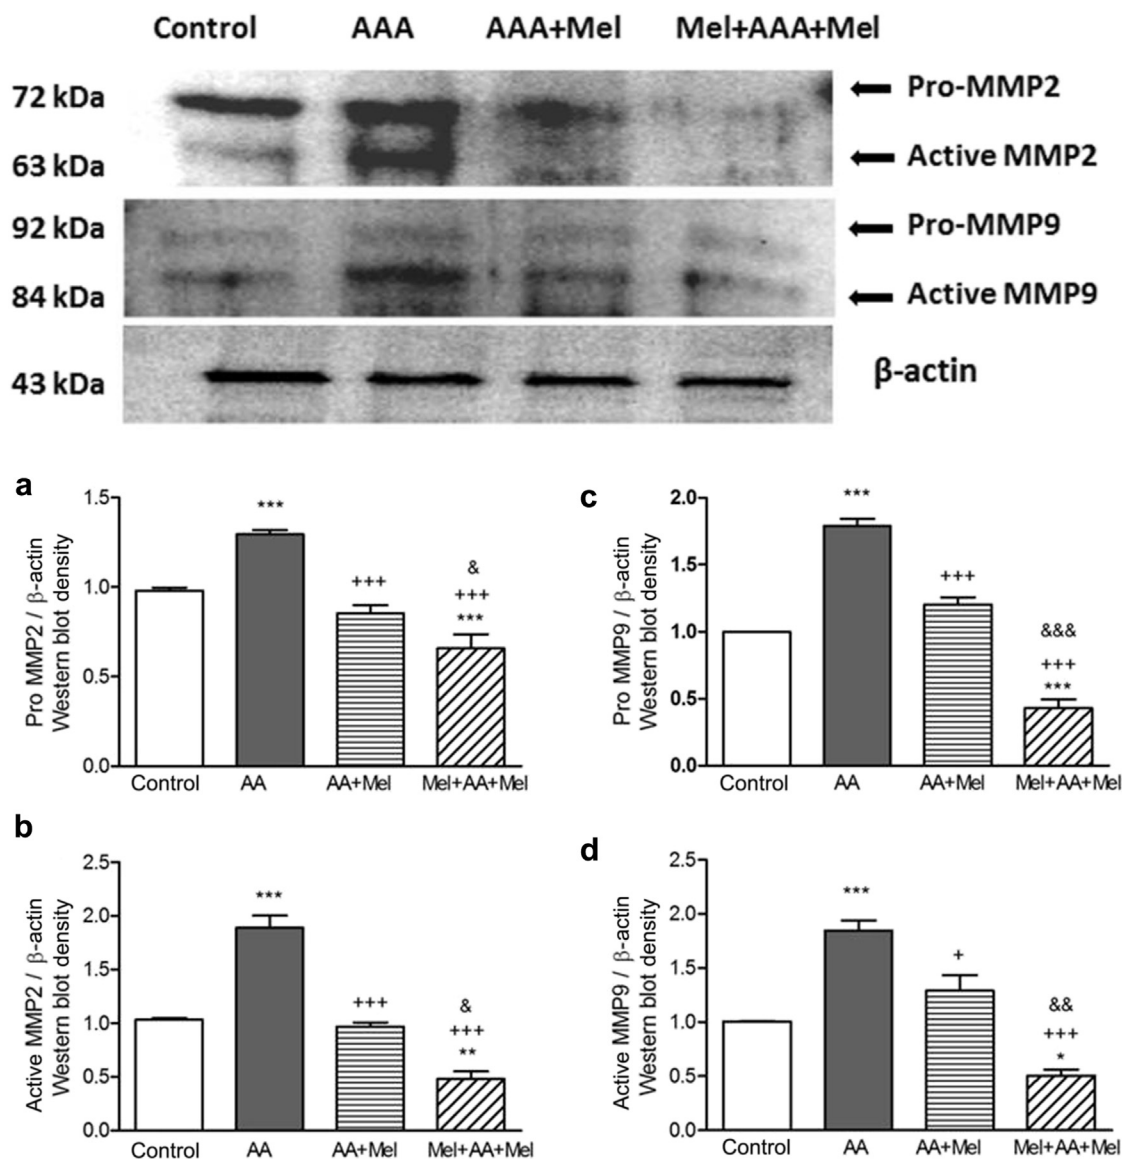 Control AAA AAA+Mel Mel+AAA+Mel
72 kDa Pro-MMP2
63 kDa Active MMP2
92 kDa Pro-MMP9
84 kDa Active MMP9
43 kDa β-actin
a
Pro MMP2 / β-actin
Western blot density
1.5
1.0
0.5
0.0
***
+++
&
+++
***
Control AA AA+Mel Mel+AA+Mel
c
Pro MMP9 / β-actin
Western blot density
2.0
1.5
1.0
0.5
0.0
***
+++
&&&
+++
***
Control AA AA+Mel Mel+AA+Mel
b
Active MMP2 / β-actin
Western blot density
2.5
2.0
1.5
1.0
0.5
0.0
***
+++
&
+++
**
Control AA AA+Mel Mel+AA+Mel
d
Active MMP9 / β-actin
Western blot density
2.5
2.0
1.5
1.0
0.5
0.0
***
+
&&
+++
*
Control AA AA+Mel Mel+AA+Mel